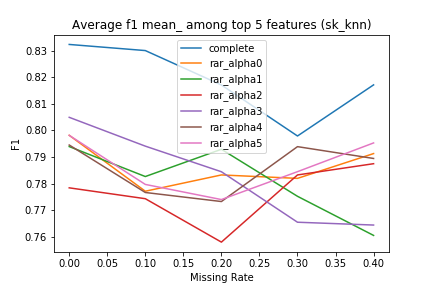 Average f1 mean_ among top 5 features (sk_knn)
F1
0.83
0.82
0.81
0.80
0.79
0.78
0.77
0.76
complete
rar_alpha0
rar_alpha1
rar_alpha2
rar_alpha3
rar_alpha4
rar_alpha5
0.00 0.05 0.10 0.15 0.20 0.25 0.30 0.35 0.40
Missing Rate